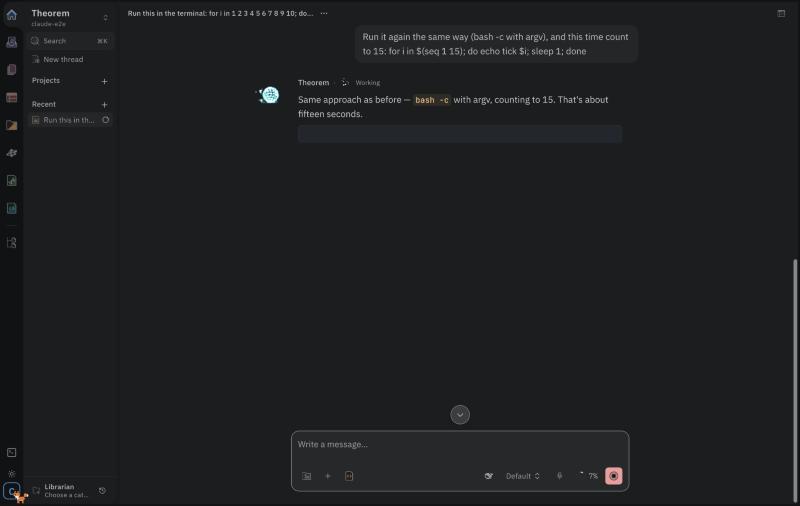 Theorem
claude-e2e
Search
⌘K
New thread
Projects
Recent
Run this in th...
Run this in the terminal: for i in 1 2 3 4 5 6 7 8 9 10; do...
Run it again the same way (bash -c with argv), and this time count
to 15: for i in $(seq 1 15); do echo tick $i; sleep 1; done
Theorem · Working
Same approach as before — bash -c with argv, counting to 15. That's about
fifteen seconds.
Write a message...
Default
7%
Librarian
Choose a cat...
C